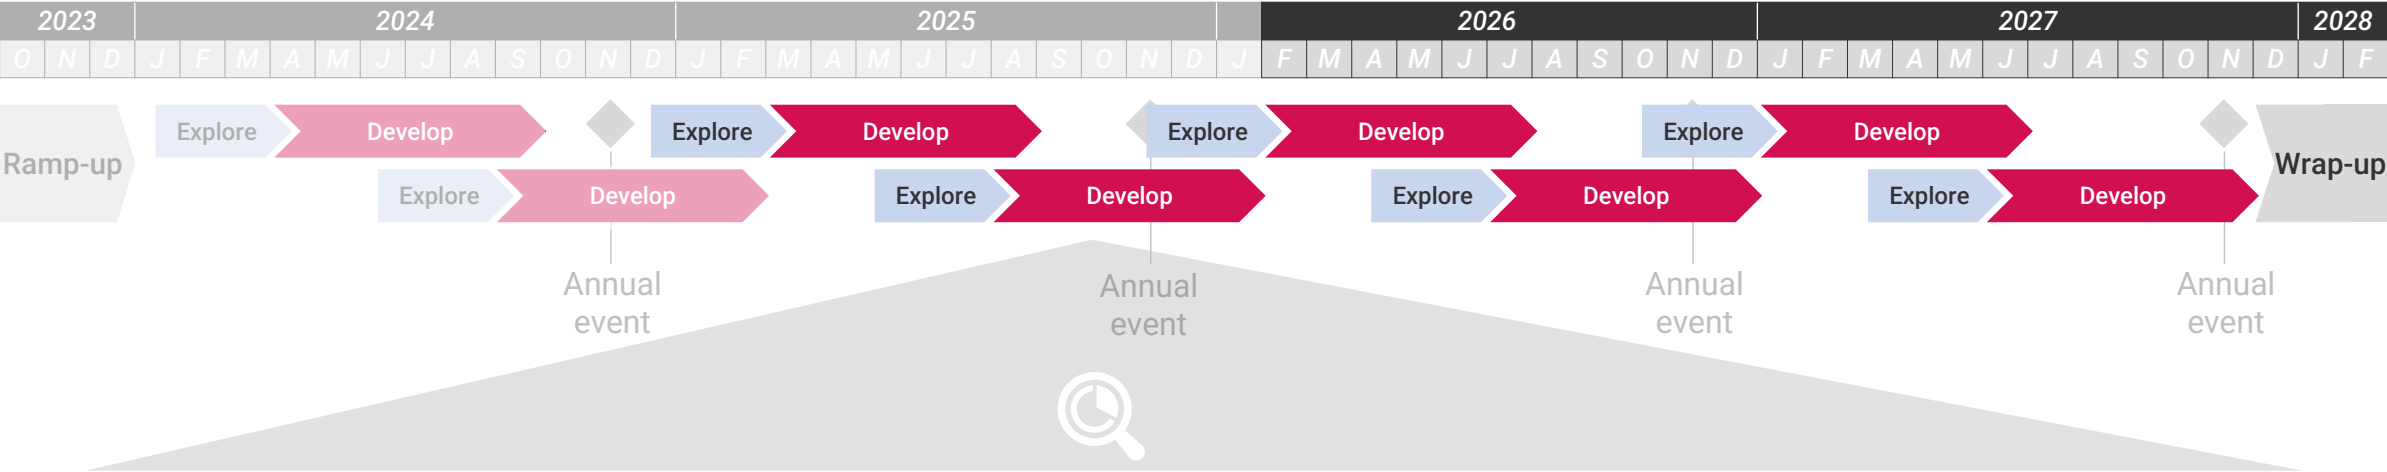 2023 2024 2025 2026 2027 2028
O N D J F M A M J J A S O N D J F M A M J J A S O N D J F M A M J J A S O N D J F M A M J J A S O N D J F
Explore Develop Explore Develop Explore Develop Explore Develop
Ramp-up Wrap-up
Explore Develop Explore Develop Explore Develop Explore Develop
Annual Annual Annual Annual
event event event event